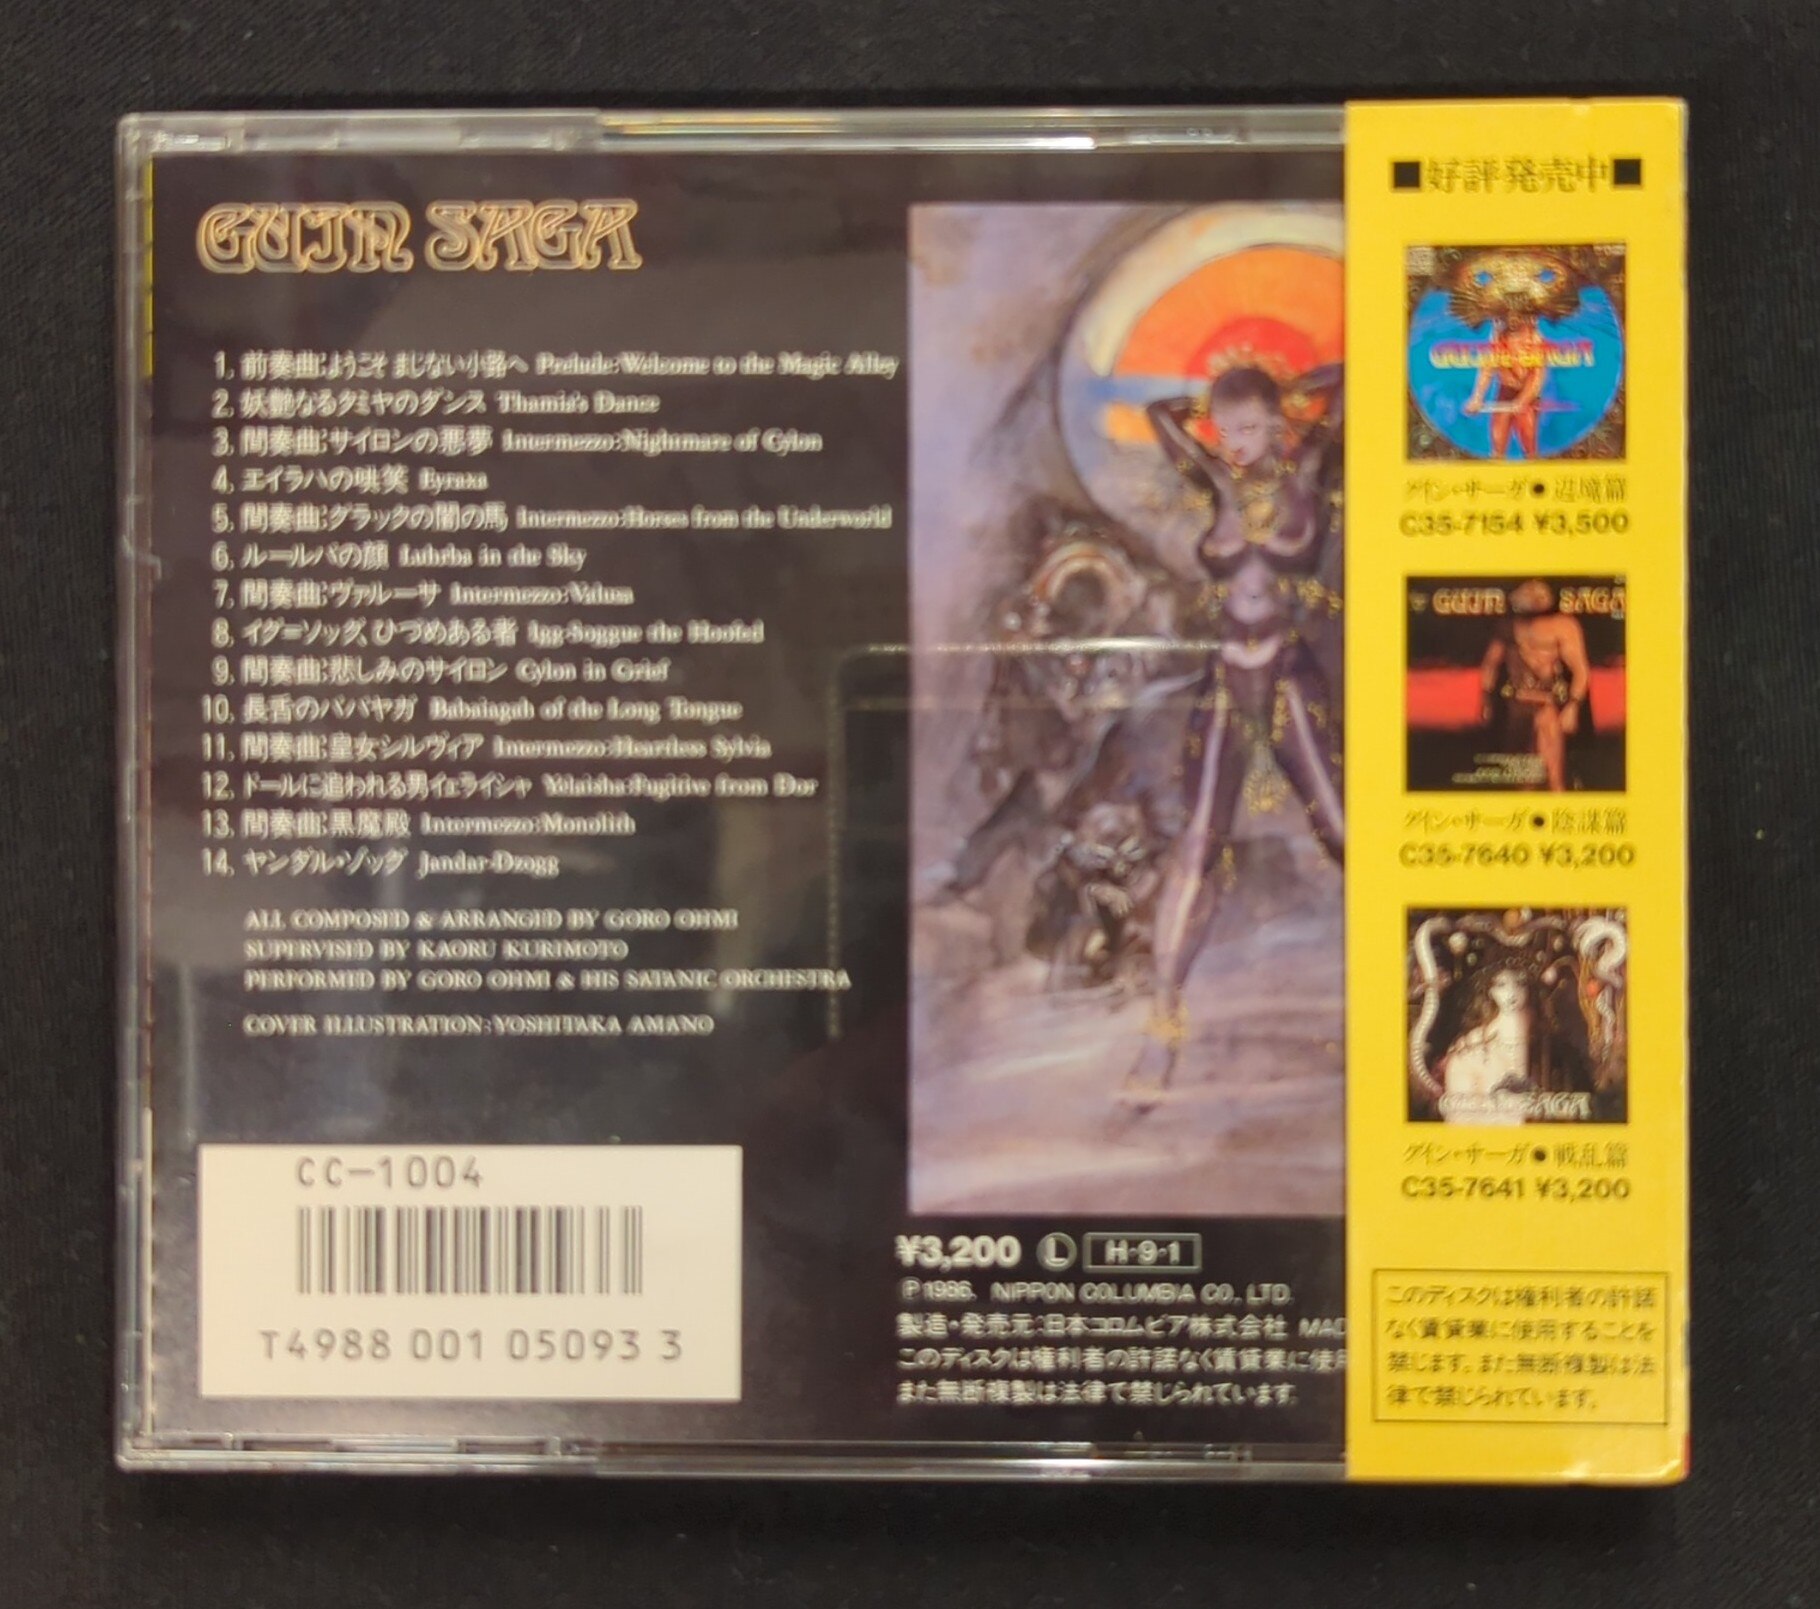 GUIN SAGA
1. 前奏曲:ようこそ まじない小路へ Prelude:Welcome to the Magic Alley
2. 妖艶なるタミヤのダンス Thamia's Dance
3. 間奏曲:サイロンの悪夢 Intermezzo:Nightmare of Cylon
4. エイラハの哄笑 Eyraxa
5. 間奏曲:グラックの闇の馬 Intermezzo:Horses from the Underworld
6. ルールバの顔 Luhrba in the Sky
7. 間奏曲:ヴァルーサ Intermezzo:Valusa
8. イグ=ソッグ、ひづめある者 Igg-Soggue the Hoofed
9. 間奏曲:悲しみのサイロン Cylon in Grief
10. 長舌のババヤガ Babaiagah of the Long Tongue
11. 間奏曲:皇女シルヴィア Intermezzo:Heartless Sylvia
12. ドールに追われる男イェライシャ Yelaisha:Fugitive from Dor
13. 間奏曲:黒魔殿 Intermezzo:Monolith
14. ヤンダル・ゾッグ Jandar-Dzogg
ALL COMPOSED & ARRANGED BY GORO OHMI
SUPERVISED BY KAORU KURIMOTO
PERFORMED BY GORO OHMI & HIS SATANIC ORCHESTRA
COVER ILLUSTRATION:YOSHITAKA AMANO
CC-1004
T4988 001 05093 3
¥3,200 Ⓛ H·9·1
Ⓟ1986. NIPPON COLUMBIA CO., LTD.
製造・発売元:日本コロムビア株式会社 MAD
このディスクは権利者の許諾なく賃貸業に使用
また無断複製は法律で禁じられています。
■好評発売中■
GUIN SAGA
グイン・サーガ●辺境篇
C35-7154 ¥3,500
GUIN SAGA
グイン・サーガ●陰謀篇
C35-7640 ¥3,200
GUIN SAGA
グイン・サーガ●戦乱篇
C35-7641 ¥3,200
このディスクは権利者の許諾
なく賃貸業に使用することを
禁じます。また無断複製は法
律で禁じられています。